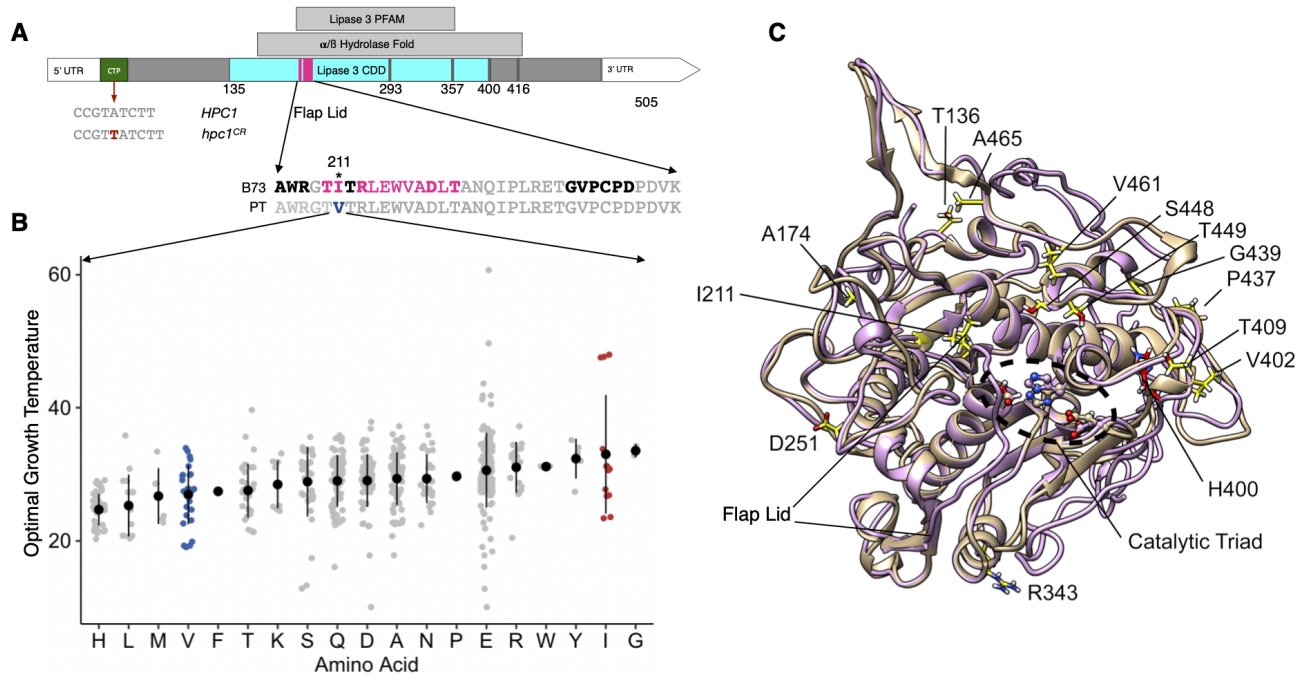 A
Lipase 3 PFAM
α/ß Hydrolase Fold
5' UTR
CTP
Lipase 3 CDD
3' UTR
135
293
357
400
416
505
CCGTATCTT
HPC1
CCGTTATCTT
hpc1CR
Flap Lid
211
*
B73 AWRGTITRLEWVADLTANQIPLRETGVPCPDPDVK
PT AWRGTVTRLEWVADLTANQIPLRETGVPCPDPDVK
B
Optimal Growth Temperature
60
40
20
H L M V F T K S Q D A N P E R W Y I G
Amino Acid
C
T136
A465
V461
S448
T449
G439
P437
A174
I211
T409
V402
D251
H400
Flap Lid
Catalytic Triad
R343